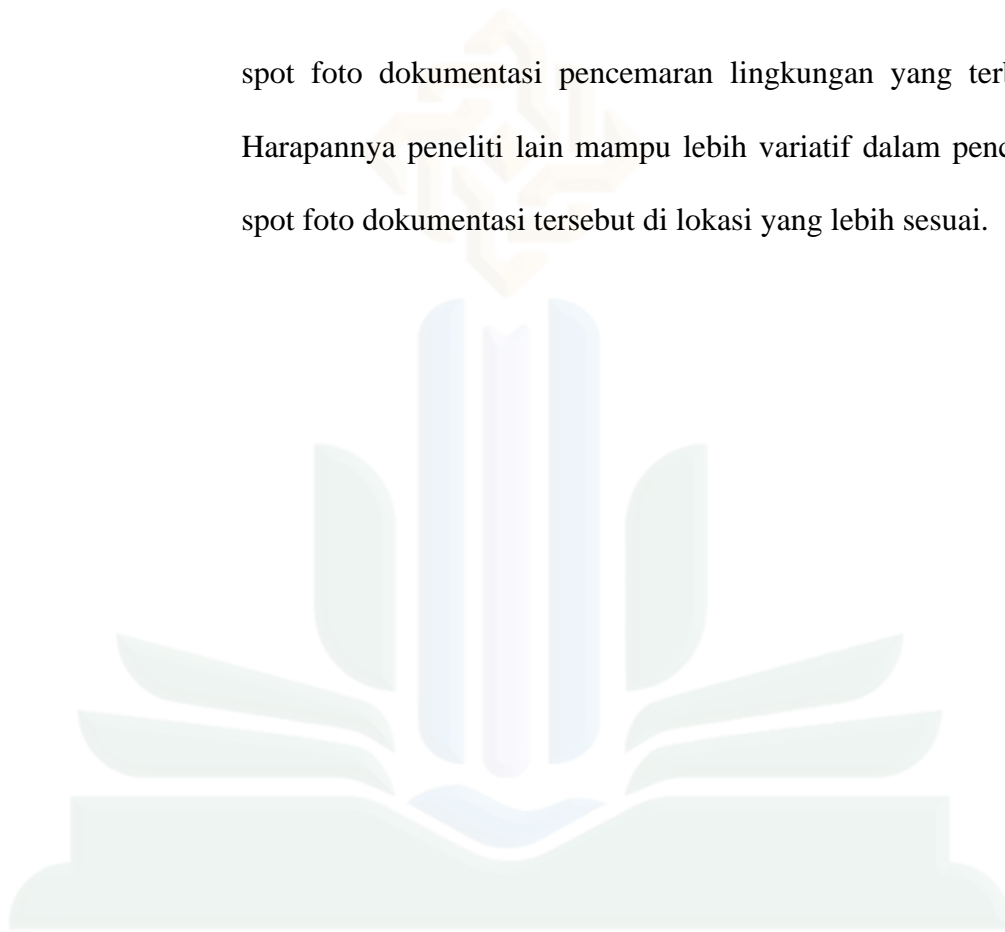 spot foto dokumentasi pencemaran lingkungan yang
Harapannya peneliti lain mampu lebih variatif dalam
spot foto dokumentasi tersebut di lokasi yang lebih sesuai.